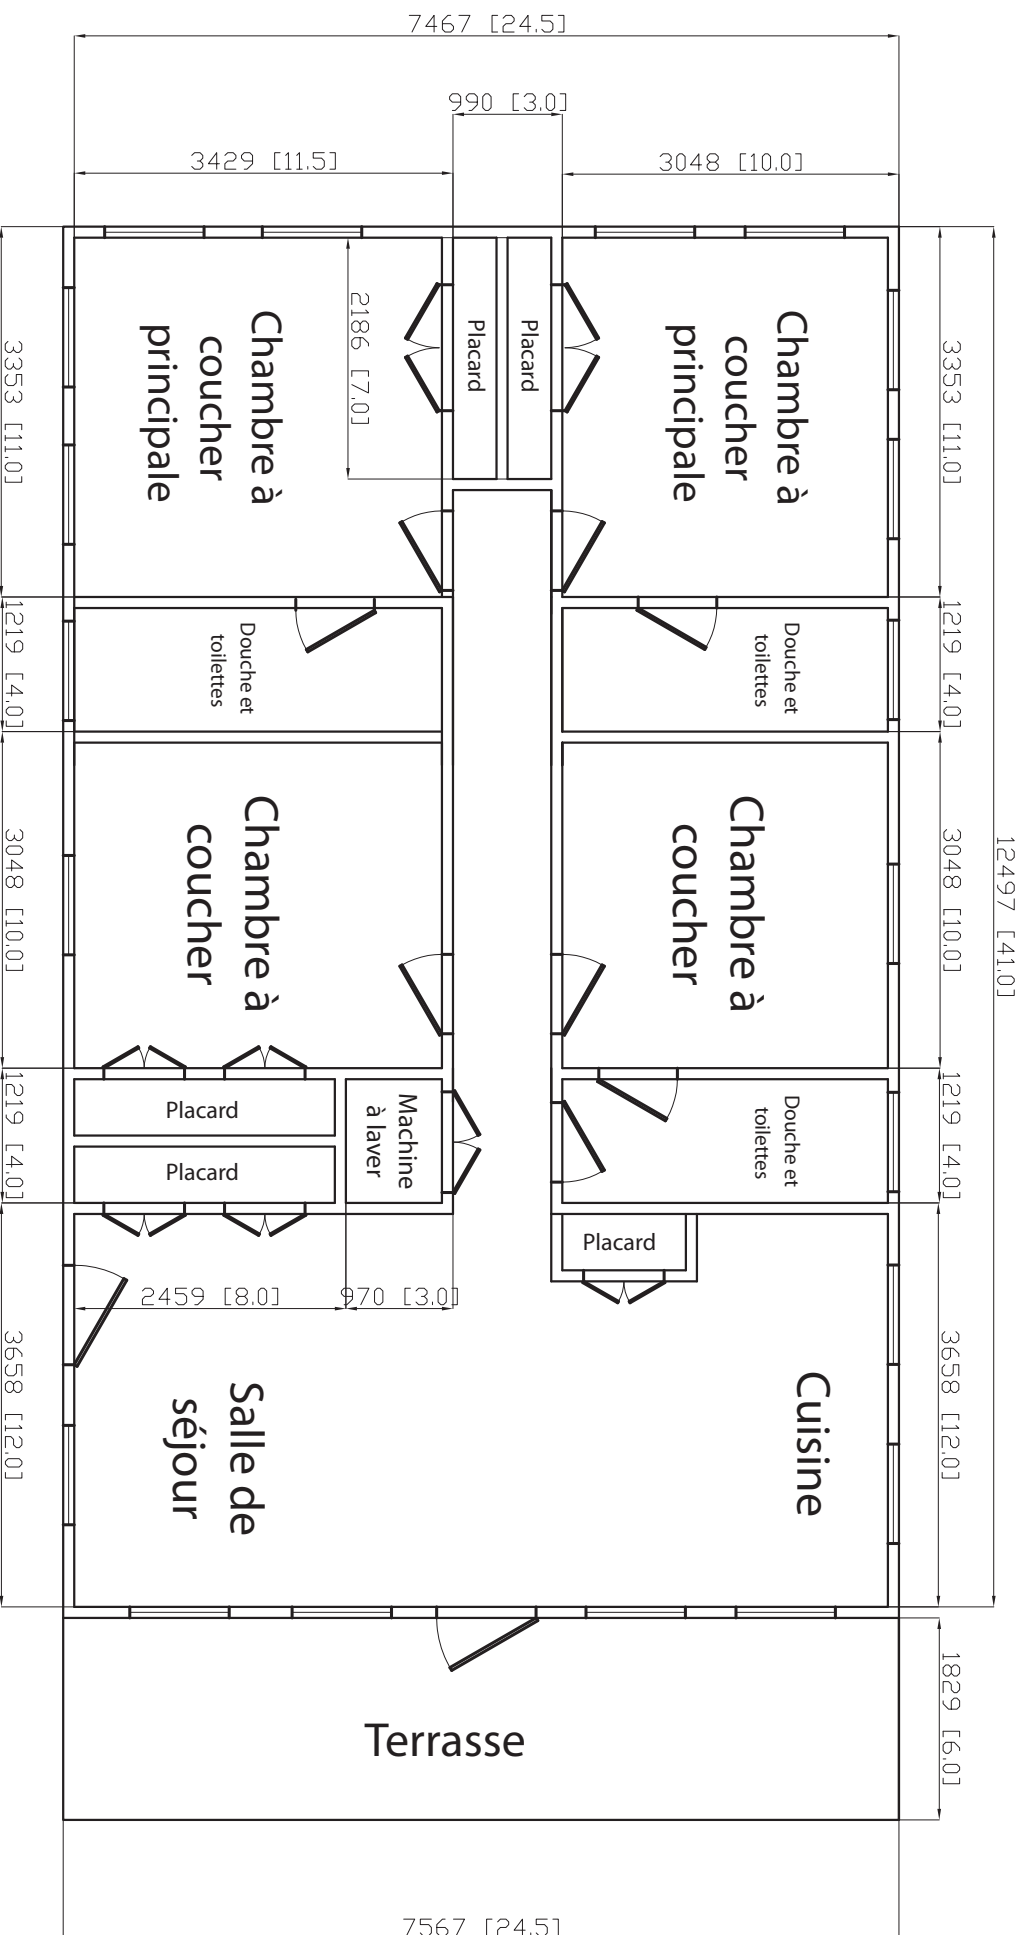 7467 [24.5]
990 [3.0]
3429 [11.5]
3048 [10.0]
3353 [11.0]
2186 [7.0]
Chambre à
coucher
principale
Placard
Placard
Chambre à
coucher
principale
3353 [11.0]
12497 [41.0]
1219 [4.0]
Douche et
toilettes
Douche et
toilettes
1219 [4.0]
3048 [10.0]
Chambre à
coucher
Chambre à
coucher
3048 [10.0]
1219 [4.0]
Placard
Placard
Machine
à laver
Douche et
toilettes
1219 [4.0]
Placard
2459 [8.0]
970 [3.0]
3658 [12.0]
Salle de
séjour
Cuisine
3658 [12.0]
Terrasse
1829 [6.0]
7567 [24.5]